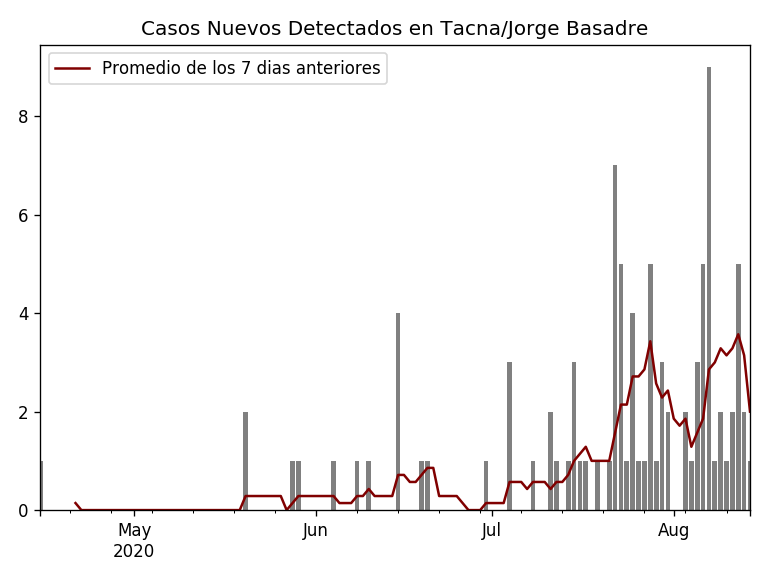 Casos Nuevos Detectados en Tacna/Jorge Basadre
Promedio de los 7 dias anteriores
8
6
4
2
0
May Jun Jul Aug
2020